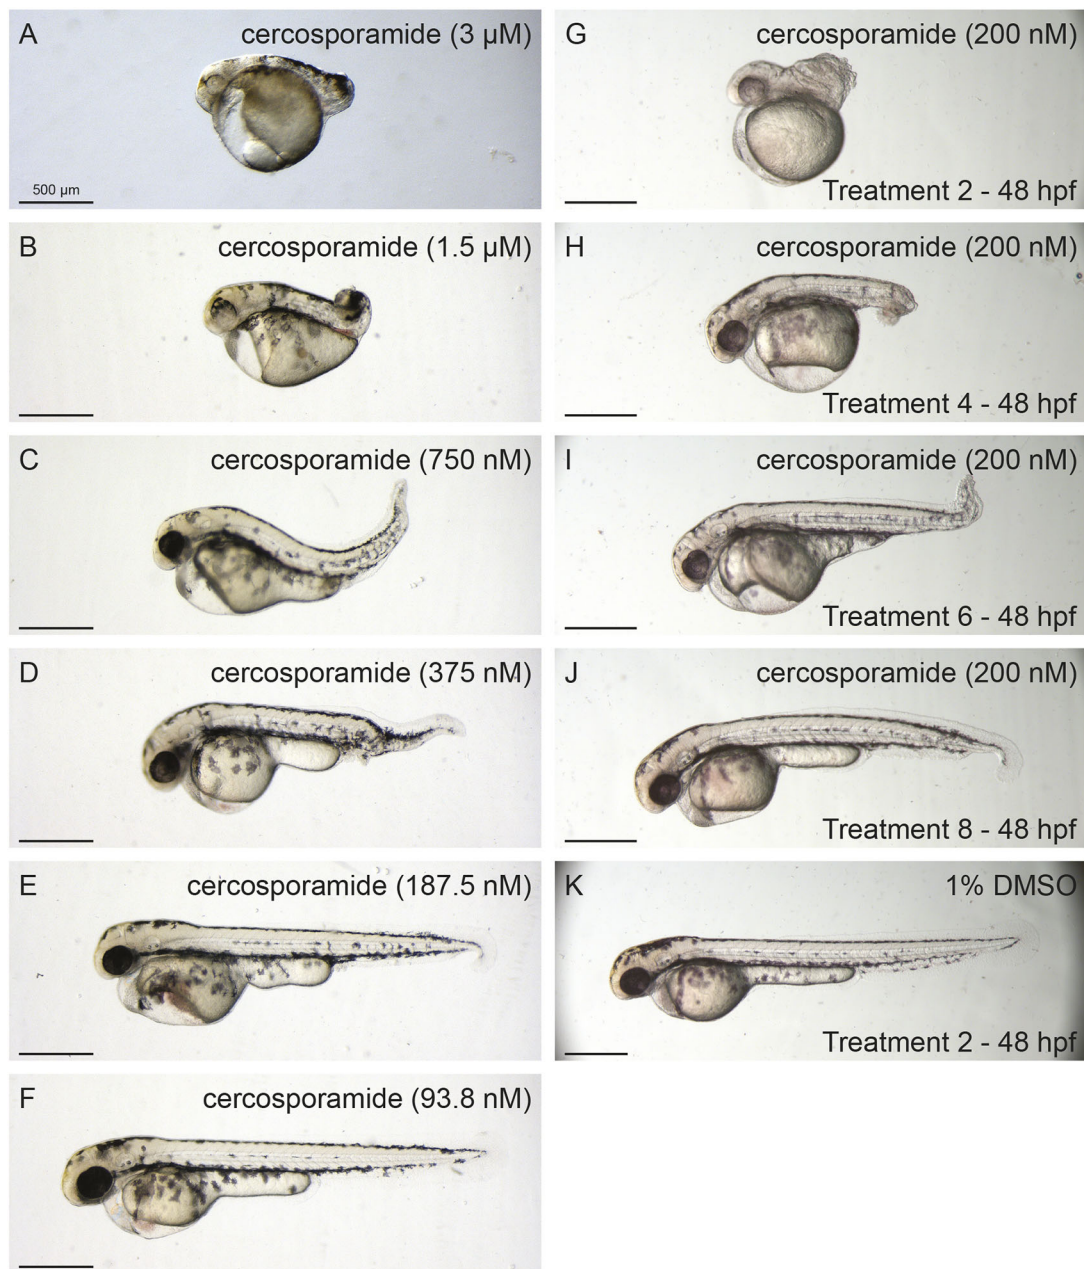 A
cercosporamide (3 µM)
500 µm
B
cercosporamide (1.5 µM)
C
cercosporamide (750 nM)
D
cercosporamide (375 nM)
E
cercosporamide (187.5 nM)
F
cercosporamide (93.8 nM)
G
cercosporamide (200 nM)
Treatment 2 - 48 hpf
H
cercosporamide (200 nM)
Treatment 4 - 48 hpf
I
cercosporamide (200 nM)
Treatment 6 - 48 hpf
J
cercosporamide (200 nM)
Treatment 8 - 48 hpf
K
1% DMSO
Treatment 2 - 48 hpf